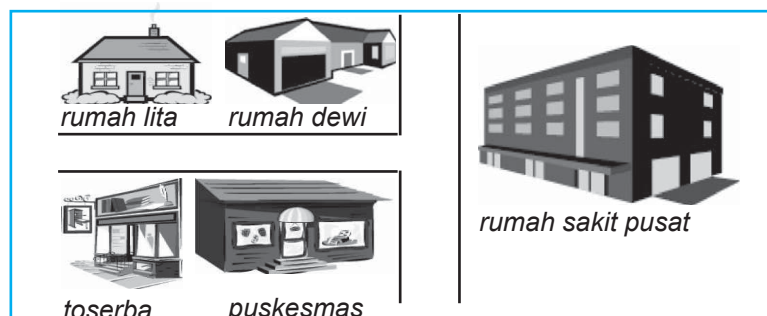 rumah lita rumah dewi
rumah sakit pusat
toserba puskesmas